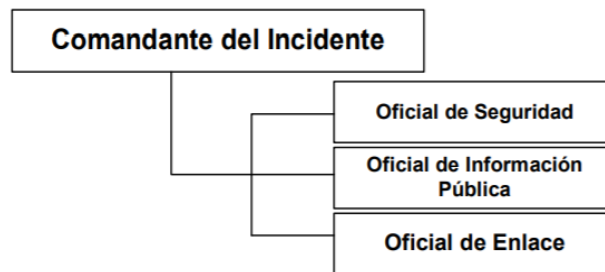 Comandante del Incidente
Oficial de Seguridad
Oficial de Información
Pública
Oficial de Enlace